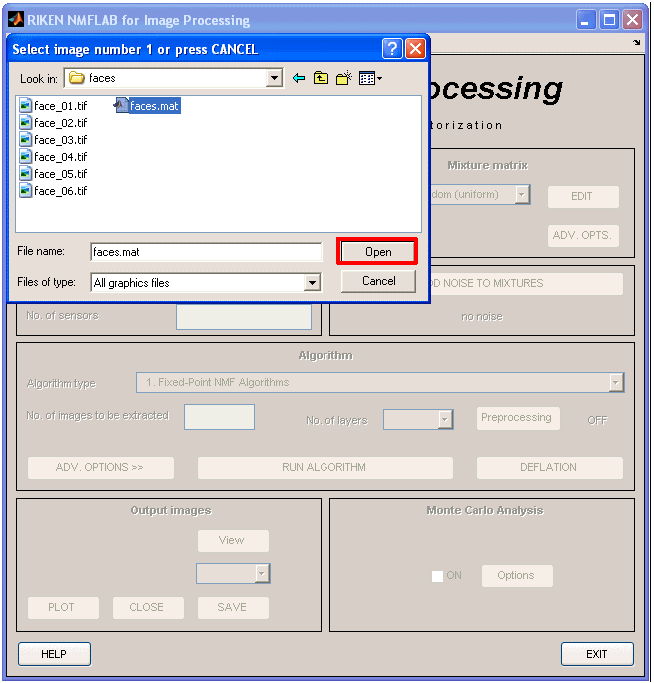 RIKEN NMFLAB for Image Processing
Select image number 1 or press CANCEL
Look in: faces
face_01.tif
face_02.tif
face_03.tif
face_04.tif
face_05.tif
face_06.tif
faces.mat
File name: faces.mat
Open
Files of type: All graphics files
Cancel
ocessing
torization
Mixture matrix
dom (uniform) EDIT
ADV. OPTS.
D NOISE TO MIXTURES
No. of sensors
no noise
Algorithm
Algorithm type 1. Fixed-Point NMF Algorithms
No. of images to be extracted No. of layers Preprocessing OFF
ADV. OPTIONS >> RUN ALGORITHM DEFLATION
Output images
View
PLOT CLOSE SAVE
Monte Carlo Analysis
ON Options
HELP EXIT